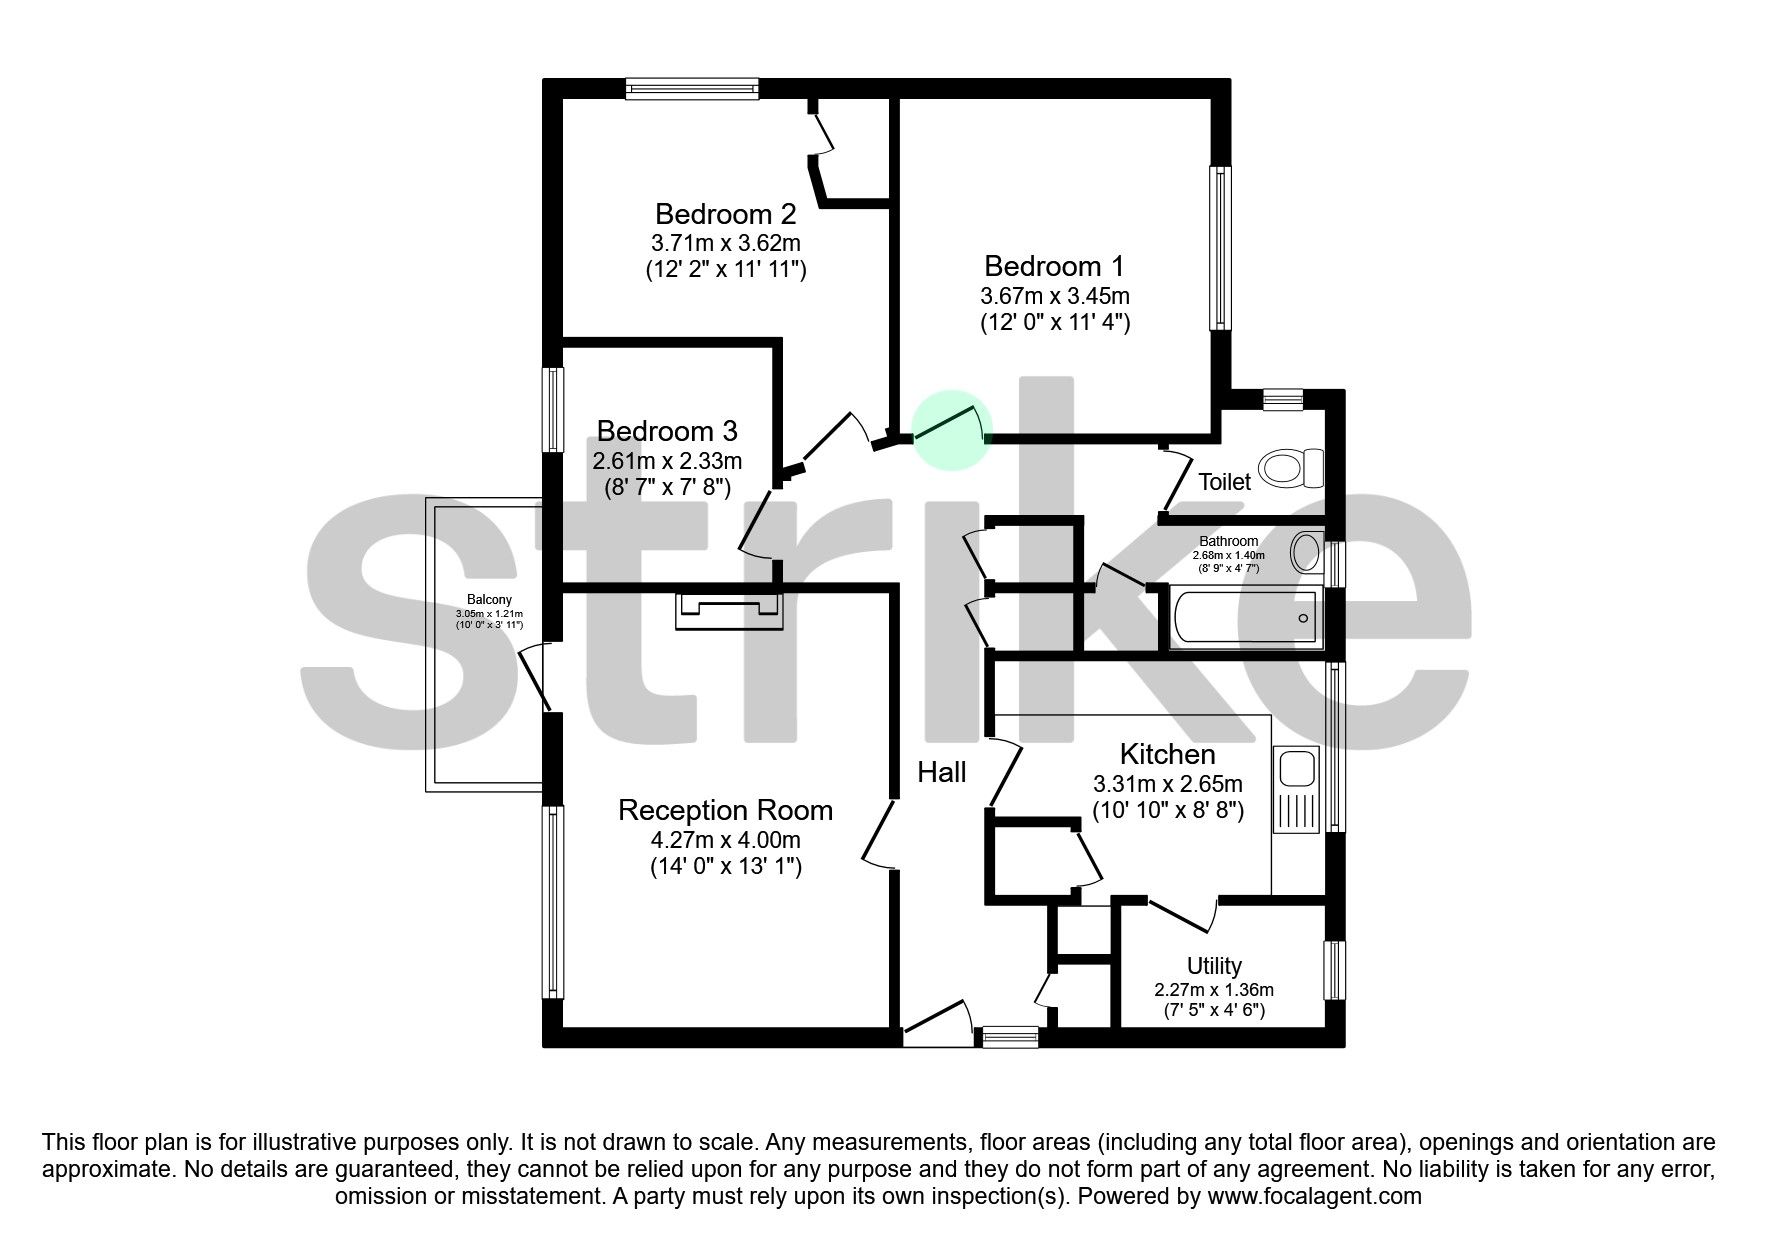 Bedroom 2
3.71m x 3.62m
(12' 2" x 11' 11")
Bedroom 1
3.67m x 3.45m
(12' 0" x 11' 4")
Bedroom 3
2.61m x 2.33m
(8' 7" x 7' 8")
Toilet
Bathroom
2.68m x 1.40m
(8' 9" x 4' 7")
Balcony
3.05m x 1.21m
(10' 0" x 3' 11")
strike
Kitchen
3.31m x 2.65m
(10' 10" x 8' 8")
Hall
Reception Room
4.27m x 4.00m
(14' 0" x 13' 1")
Utility
2.27m x 1.36m
(7' 5" x 4' 6")
This floor plan is for illustrative purposes only. It is not drawn to scale. Any measurements, floor areas (including any total floor area), openings and orientation are
approximate. No details are guaranteed, they cannot be relied upon for any purpose and they do not form part of any agreement. No liability is taken for any error,
omission or misstatement. A party must rely upon its own inspection(s). Powered by www.focalagent.com